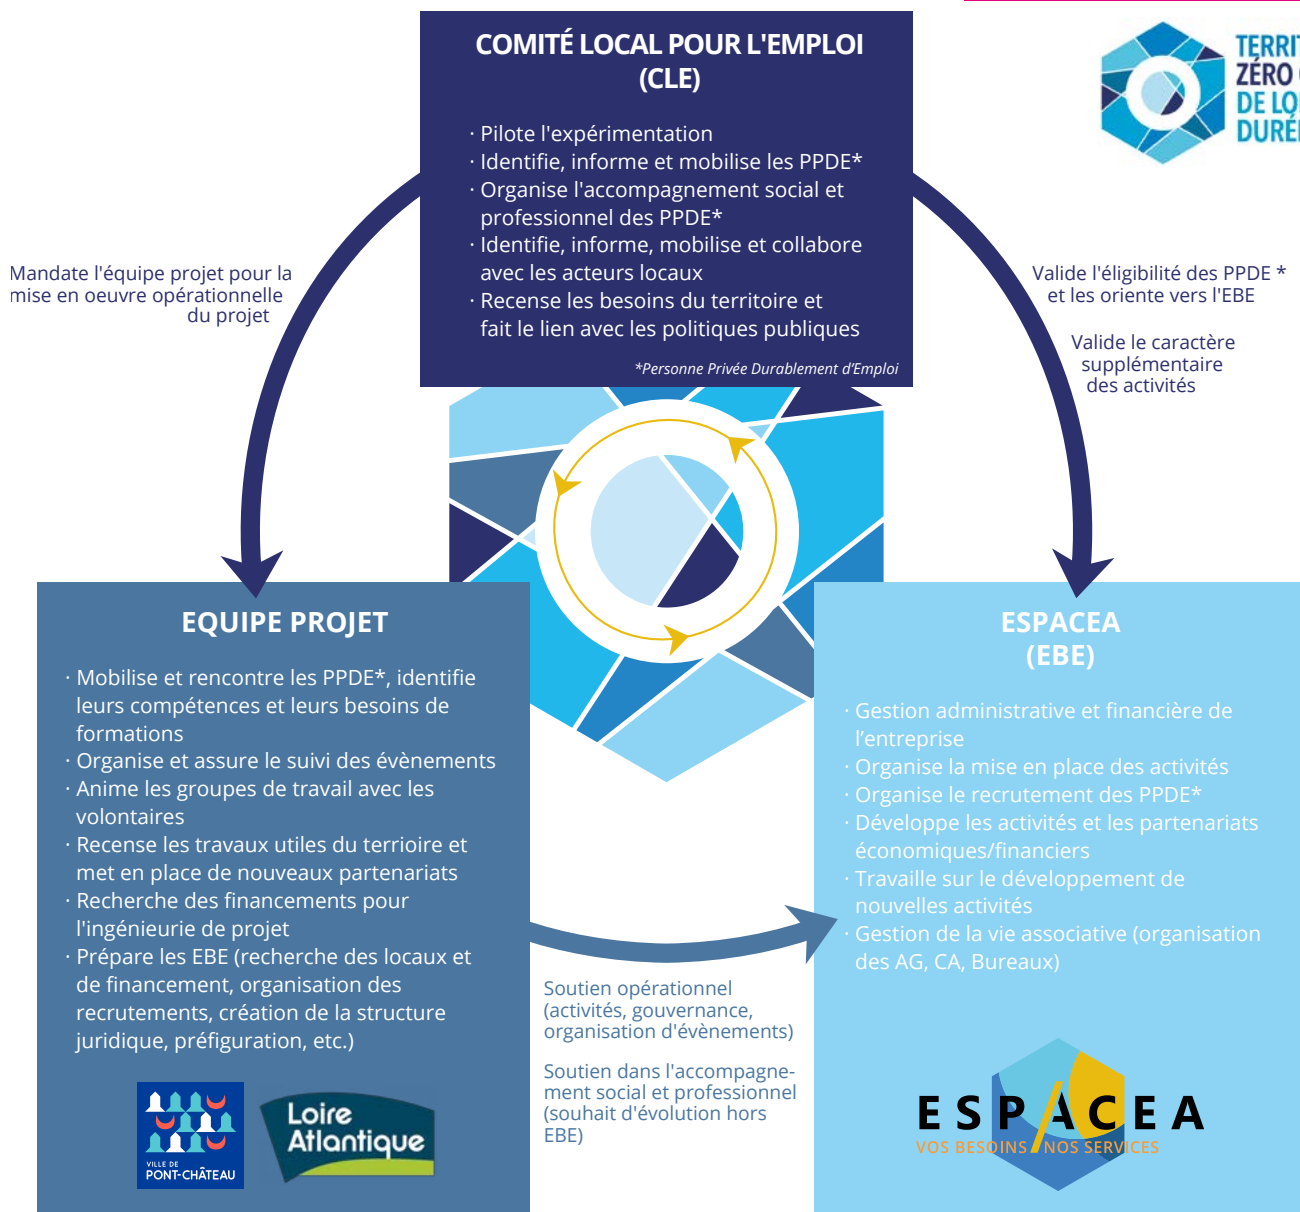 COMITÉ LOCAL POUR L'EMPLOI
(CLE)
· Pilote l'expérimentation
· Identifie, informe et mobilise les PPDE*
· Organise l'accompagnement social et
professionnel des PPDE*
· Identifie, informe, mobilise et collabore
avec les acteurs locaux
· Recense les besoins du territoire et
fait le lien avec les politiques publiques
*Personne Privée Durablement d'Emploi
ZÉRO
Mandate l'équipe projet pour la
mise en oeuvre opérationnelle
du projet
Valide l'éligibilité des PPDE *
et les oriente vers l'EBE
Valide le caractère
supplémentaire
des activités
EQUIPE PROJET
· Mobilise et rencontre les PPDE*, identifie
leurs compétences et leurs besoins de
formations
· Organise et assure le suivi des évènements
· Anime les groupes de travail avec les
volontaires
· Recense les travaux utiles du terrioire et
met en place de nouveaux partenariats
· Recherche des financements pour
l'ingénieurie de projet
· Prépare les EBE (recherche des locaux et
de financement, organisation des
recrutements, création de la structure
juridique, préfiguration, etc.)
VILLE DE
PONT-CHÂTEAU
Loire
Atlantique
Soutien opérationnel
(activités, gouvernance,
organisation d'évènements)
Soutien dans l'accompagne-
ment social et professionnel
(souhait d'évolution hors
EBE)
ESPACEA
(EBE)
· Gestion administrative et financière de
l’entreprise
· Organise la mise en place des activités
· Organise le recrutement des PPDE*
· Développe les activités et les partenariats
économiques/financiers
· Travaille sur le développement de
nouvelles activités
· Gestion de la vie associative (organisation
des AG, CA, Bureaux)
ESPACEA
VOS BESOINS / NOS SERVICES